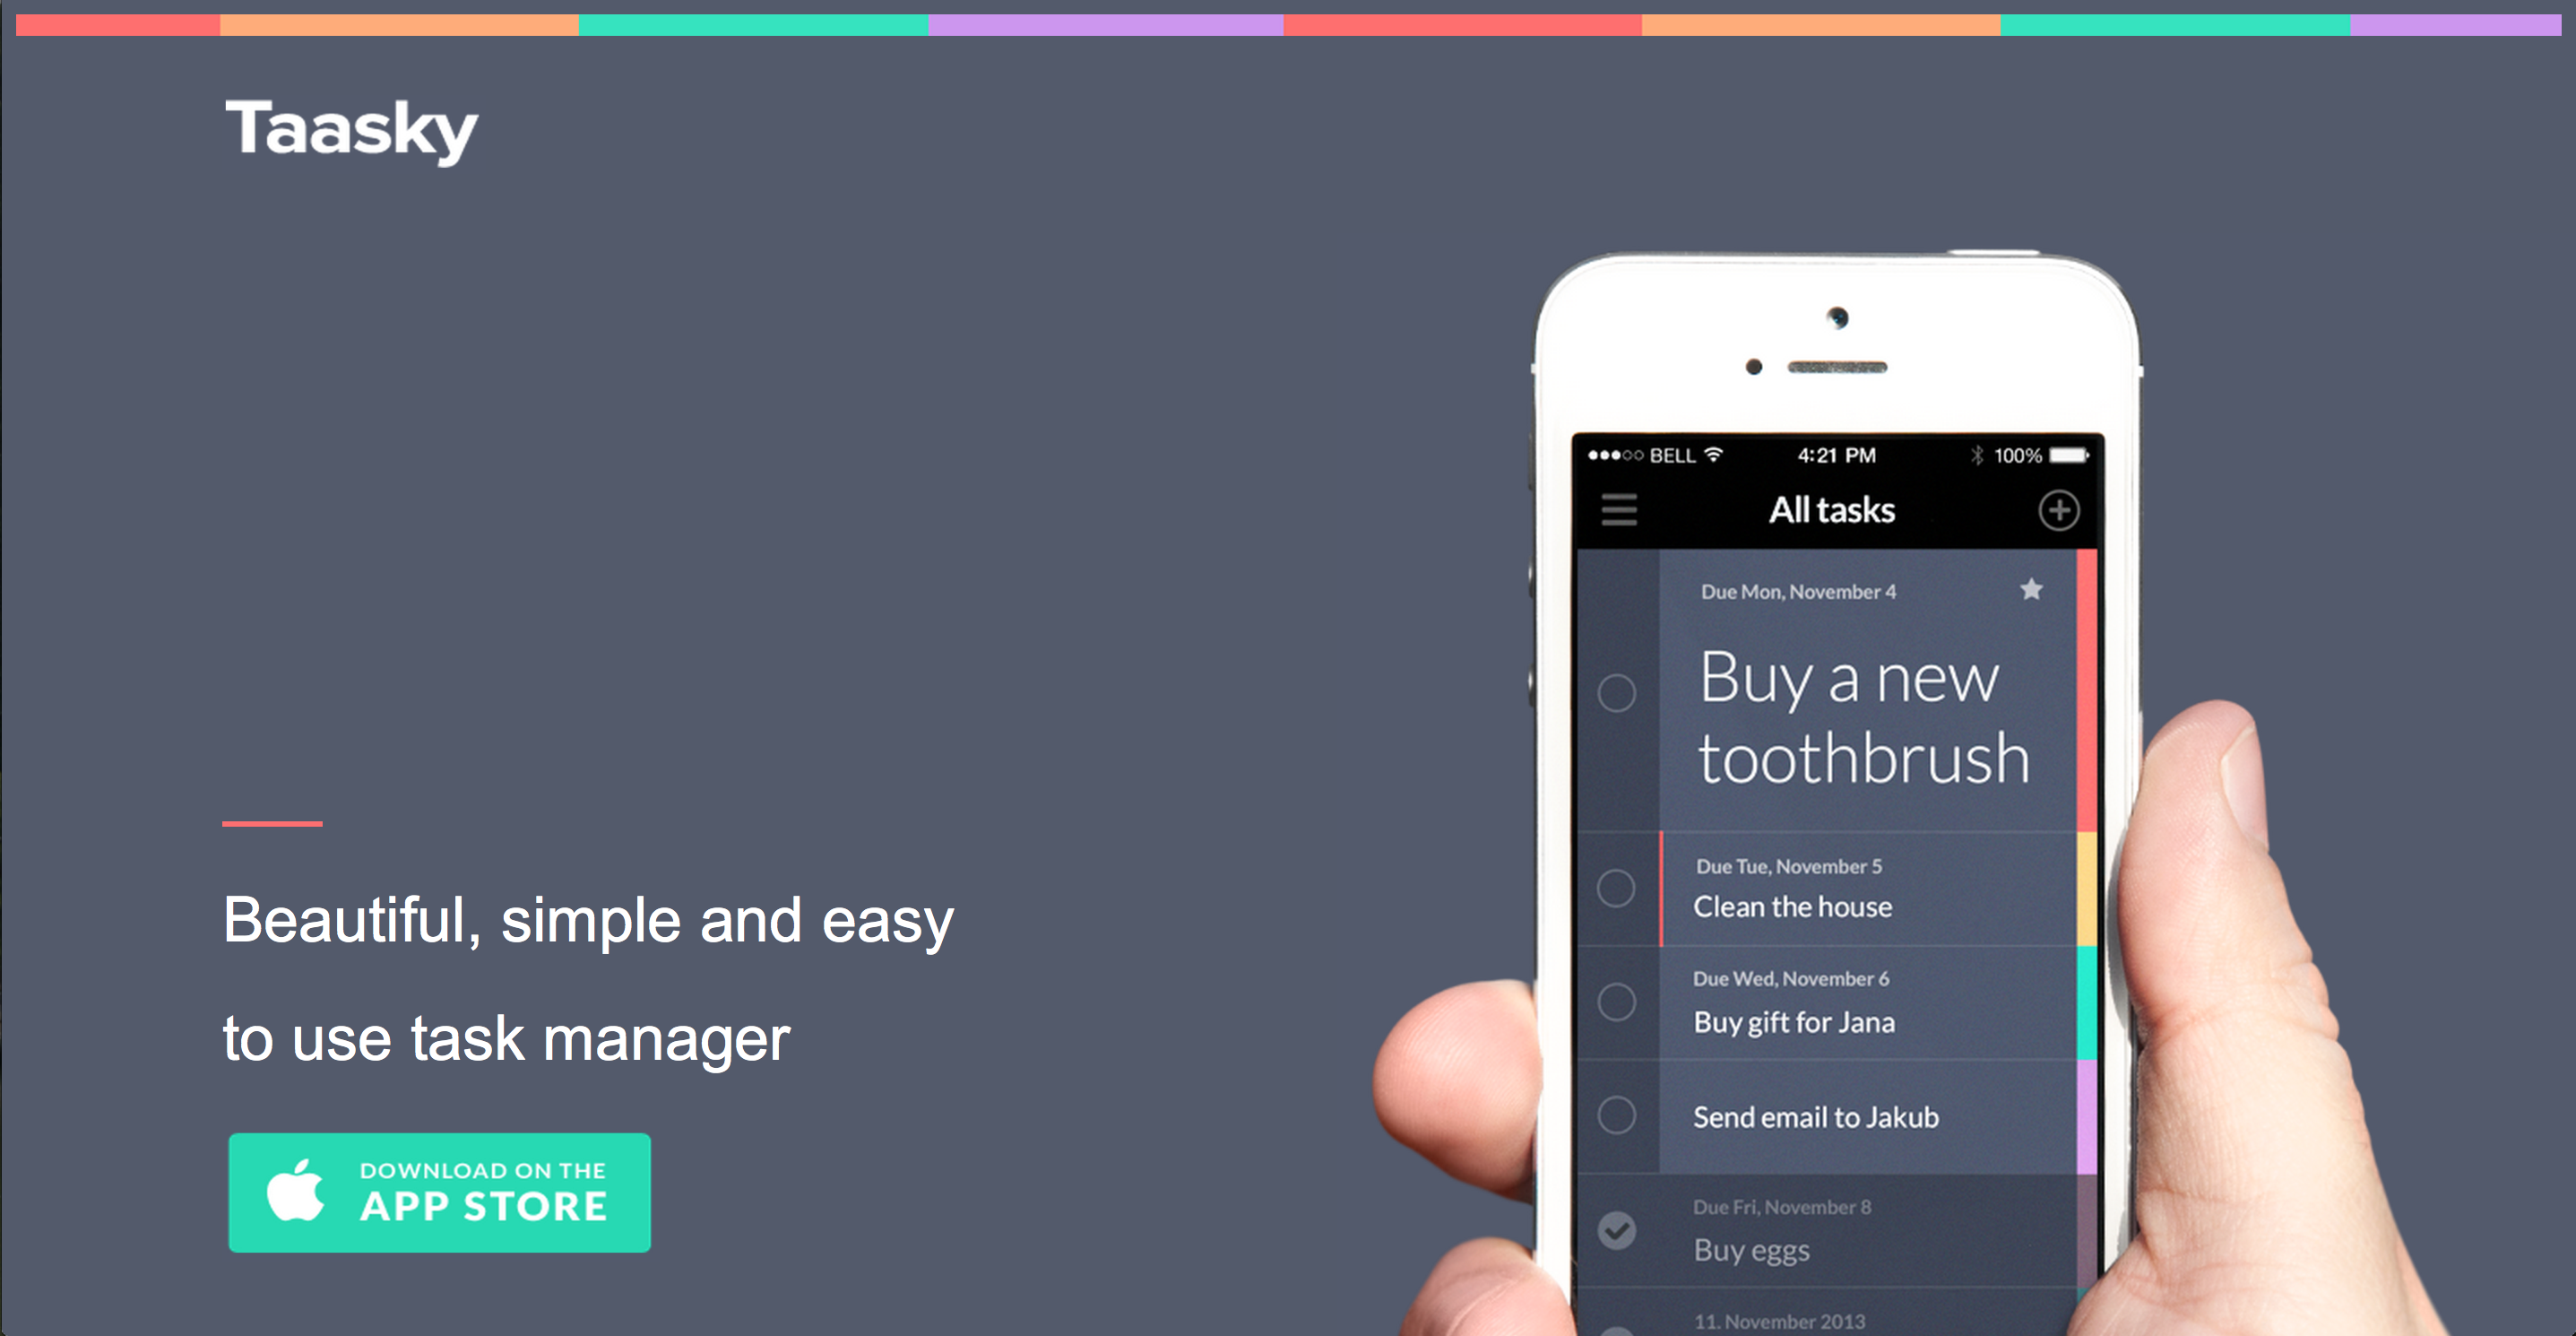 Taasky
Beautiful, simple and easy
to use task manager
DOWNLOAD ON THE
APP STORE
BELL 4:21 PM 100%
All tasks
Due Mon, November 4
Buy a new
toothbrush
Due Tue, November 5
Clean the house
Due Wed, November 6
Buy gift for Jana
Send email to Jakub
Due Fri, November 8
Buy eggs
11. November 2013